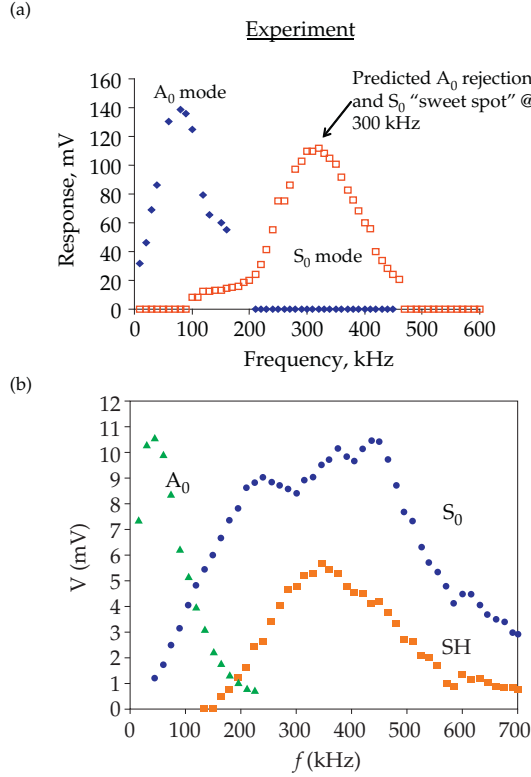 (a)
Experiment
160
140
120
100
80
60
40
20
0
Response, mV
A₀ mode
Predicted A₀ rejection
and S₀ “sweet spot” @
300 kHz
S₀ mode
0 100 200 300 400 500 600
Frequency, kHz
(b)
12
11
10
9
8
7
6
5
4
3
2
1
0
V (mV)
A₀
S₀
SH
0 100 200 300 400 500 600 700
f (kHz)